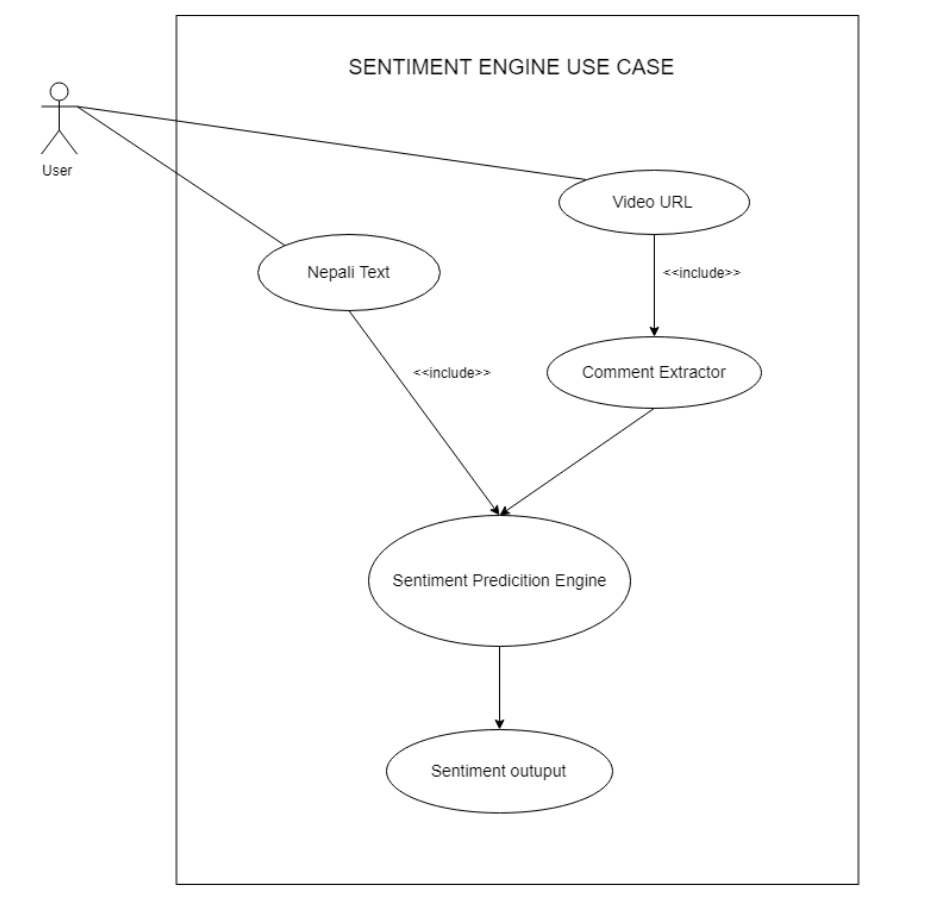 SENTIMENT ENGINE USE CASE
User
Video URL
<<include>>
Nepali Text
<<include>>
Comment Extractor
Sentiment Predicition Engine
Sentiment outuput